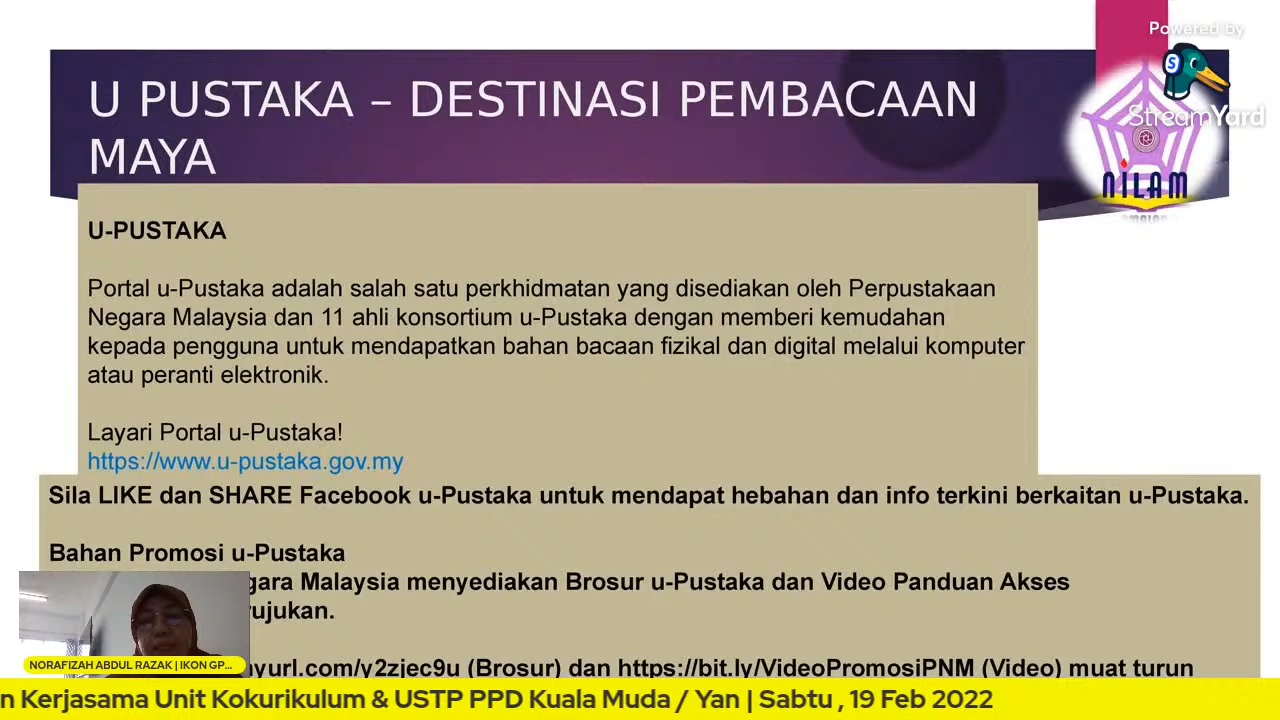 Powered by
StreamYard
U PUSTAKA – DESTINASI PEMBACAAN
MAYA
NILAM
U-PUSTAKA
Portal u-Pustaka adalah salah satu perkhidmatan yang disediakan oleh Perpustakaan
Negara Malaysia dan 11 ahli konsortium u-Pustaka dengan memberi kemudahan
kepada pengguna untuk mendapatkan bahan bacaan fizikal dan digital melalui komputer
atau peranti elektronik.
Layari Portal u-Pustaka!
https://www.u-pustaka.gov.my
Sila LIKE dan SHARE Facebook u-Pustaka untuk mendapat hebahan dan info terkini berkaitan u-Pustaka.
Bahan Promosi u-Pustaka
gara Malaysia menyediakan Brosur u-Pustaka dan Video Panduan Akses
rujukan.
yurl.com/y2zjec9u (Brosur) dan https://bit.ly/VideoPromosiPNM (Video) muat turun
NORAFIZAH ABDUL RAZAK | IKON GP...
n Kerjasama Unit Kokurikulum & USTP PPD Kuala Muda / Yan | Sabtu , 19 Feb 2022